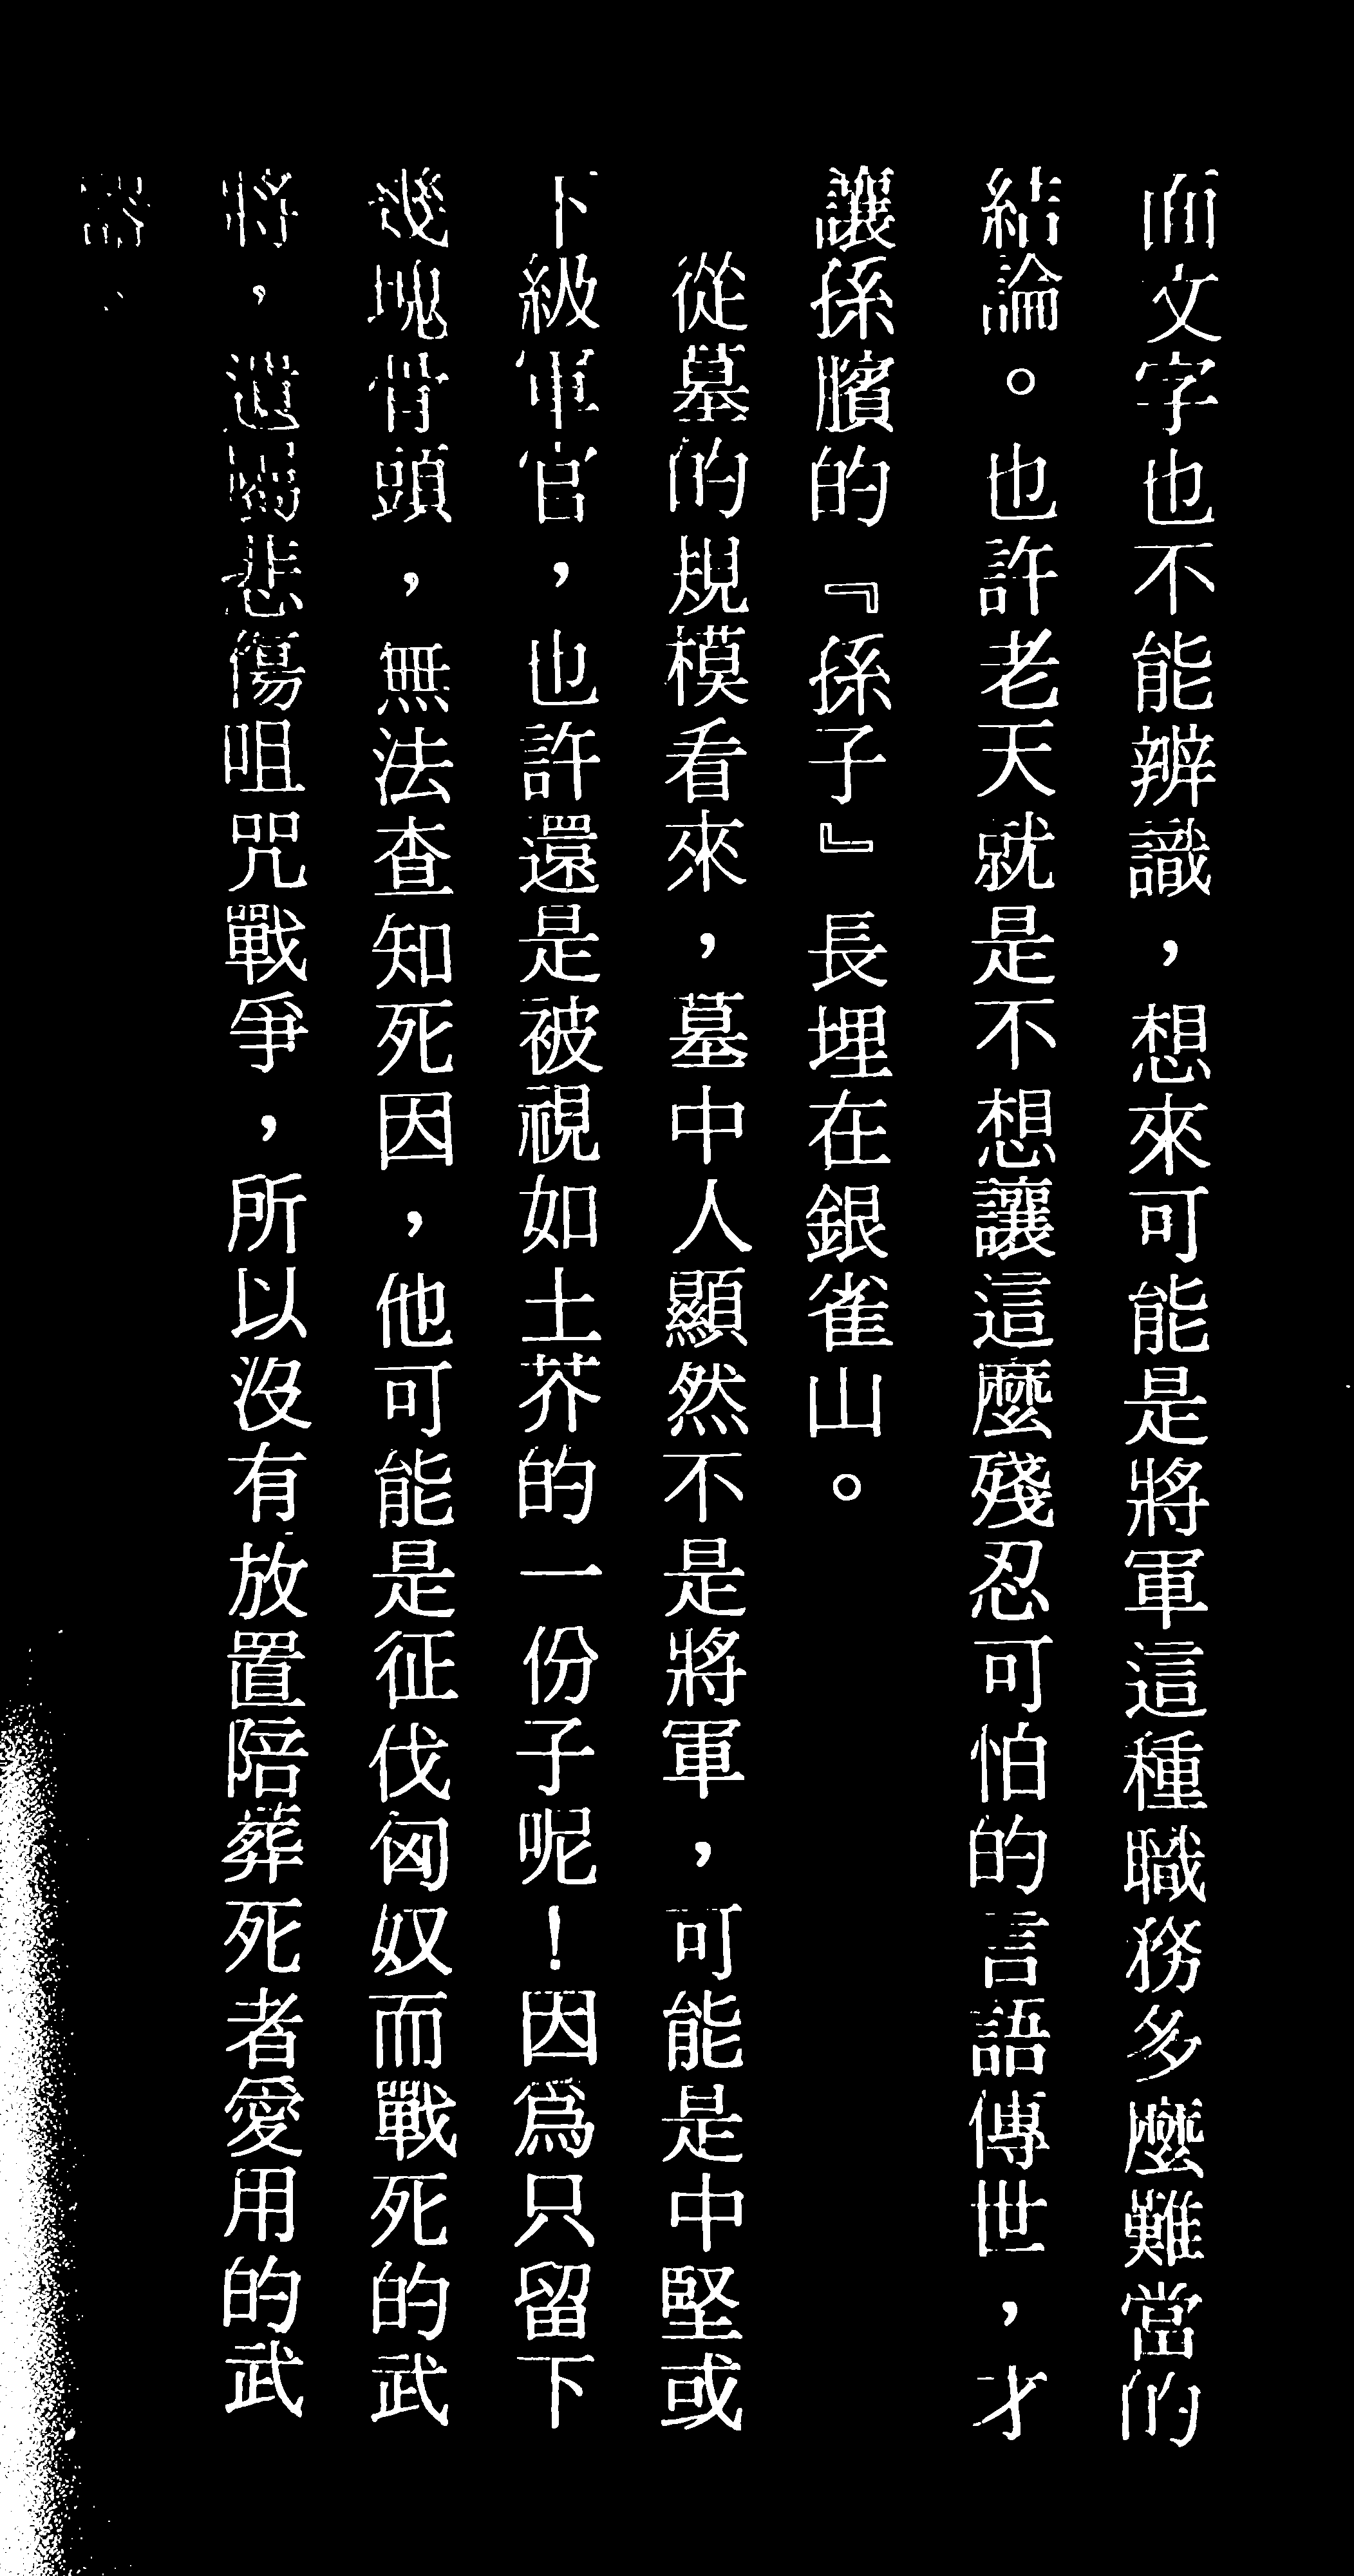 面文字也不能辨識，想來可能是將軍這種職務多麼難當的
結論。也許老天就是不想讓這麼殘忍可怕的言語傳世，才
讓孫臏的『孫子』長埋在銀雀山。
從墓的規模看來，墓中人顯然不是將軍，可能是中堅或
下級軍官，也許還是被視如土芥的一份子呢！因爲只留下
幾塊骨頭，無法查知死因，他可能是征伐匈奴而戰死的武
將，遺屬悲傷咀咒戰爭，所以沒有放置陪葬死者愛用的武
器、